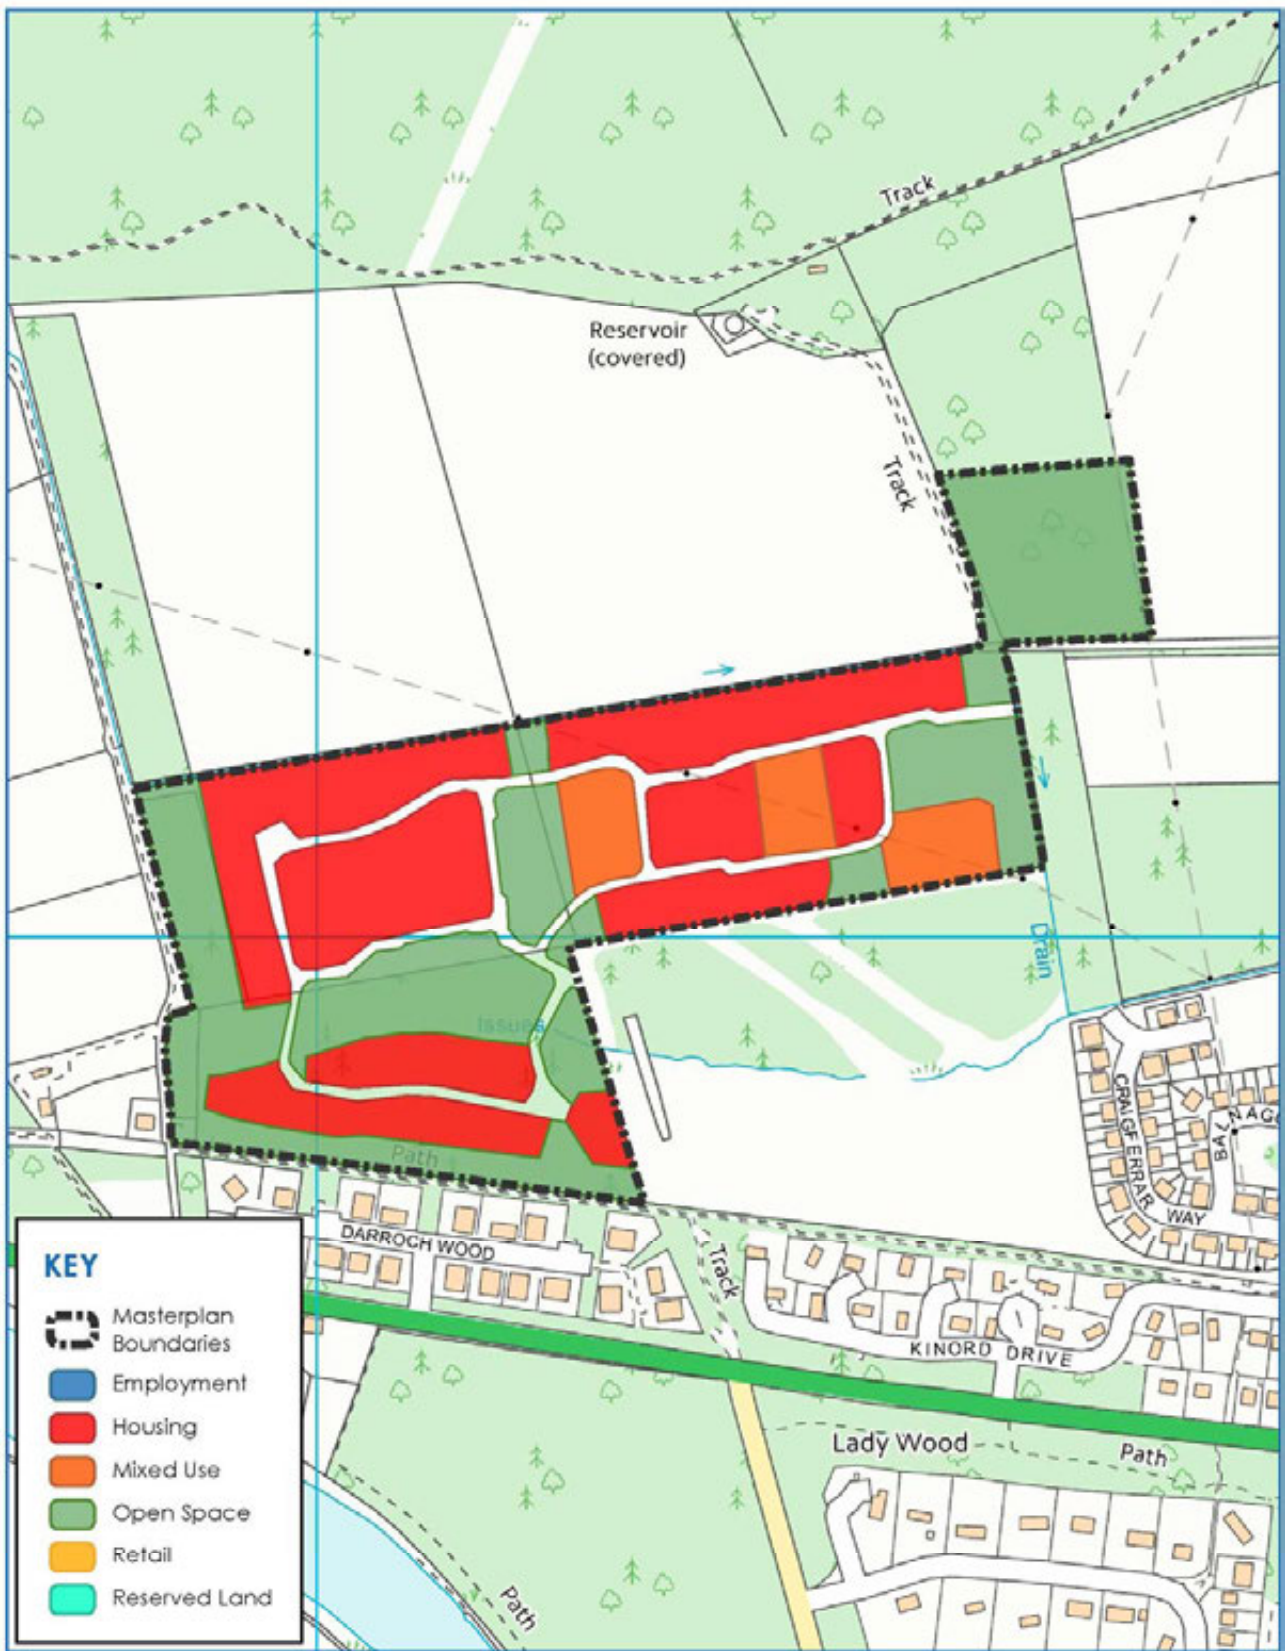 Track
Reservoir
(covered)
Track
Drain
Issues
Path
CRAIGFERRAR
WAY
DARROCH WOOD
Track
KINORD DRIVE
Lady Wood
Path
Path
KEY
Masterplan
Boundaries
Employment
Housing
Mixed Use
Open Space
Retail
Reserved Land